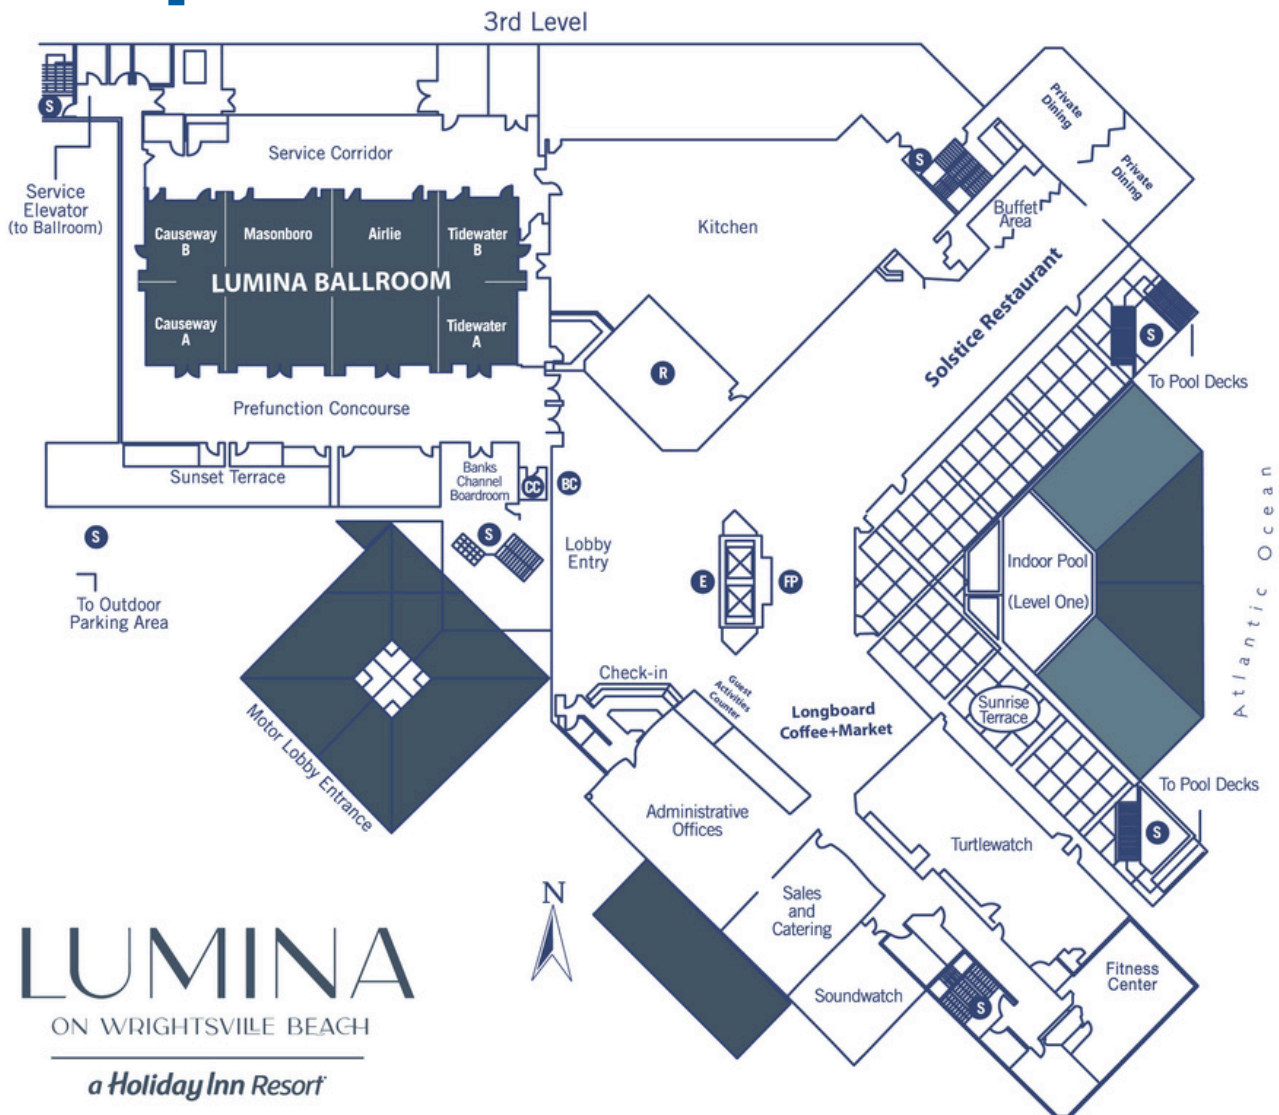 3rd Level
S
Service Corridor
Service
Elevator
(to Ballroom)
Causeway
B
Masonboro
Airlie
Tidewater
B
LUMINA BALLROOM
Causeway
A
Tidewater
A
Prefunction Concourse
Sunset Terrace
Banks
Channel
Boardroom
CC
BC
S
S
To Outdoor
Parking Area
Lobby
Entry
Motor Lobby Entrance
Kitchen
R
S
Private
Dining
Private
Dining
Buffet
Area
Solstice Restaurant
S
To Pool Decks
E
FP
Indoor Pool
(Level One)
Atlantic Ocean
Check-in
Guest
Activities
Counter
Longboard
Coffee+Market
Sunrise
Terrace
To Pool Decks
S
Administrative
Offices
Turtlewatch
Sales
and
Catering
Soundwatch
S
Fitness
Center
N
LUMINA
ON WRIGHTSVILLE BEACH
a Holiday Inn Resort